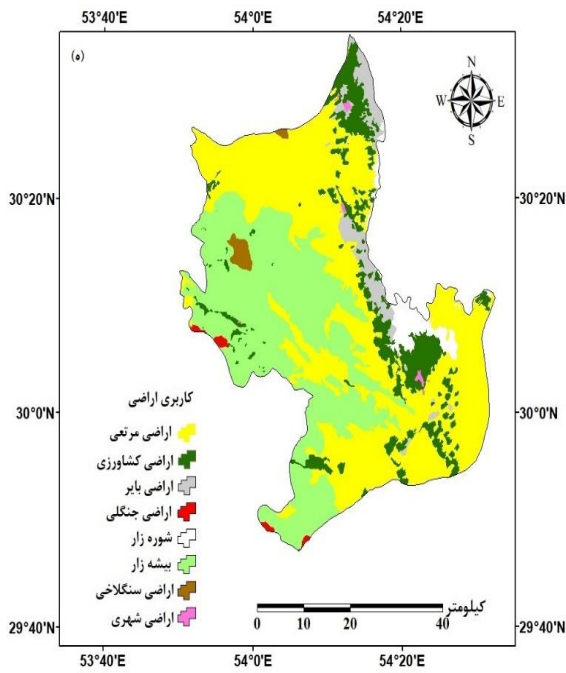 53°40'E 54°0'E 54°20'E
(ه)
N
W E
S
30°20'N 30°20'N
30°0'N 30°0'N
کاربری اراضی
اراضی مرتعی
اراضی کشاورزی
اراضی بایر
اراضی جنگلی
شوره زار
بیشه زار
اراضی سنگلاخی
اراضی شهری
کیلومتر
0 10 20 40
29°40'N 29°40'N
53°40'E 54°0'E 54°20'E